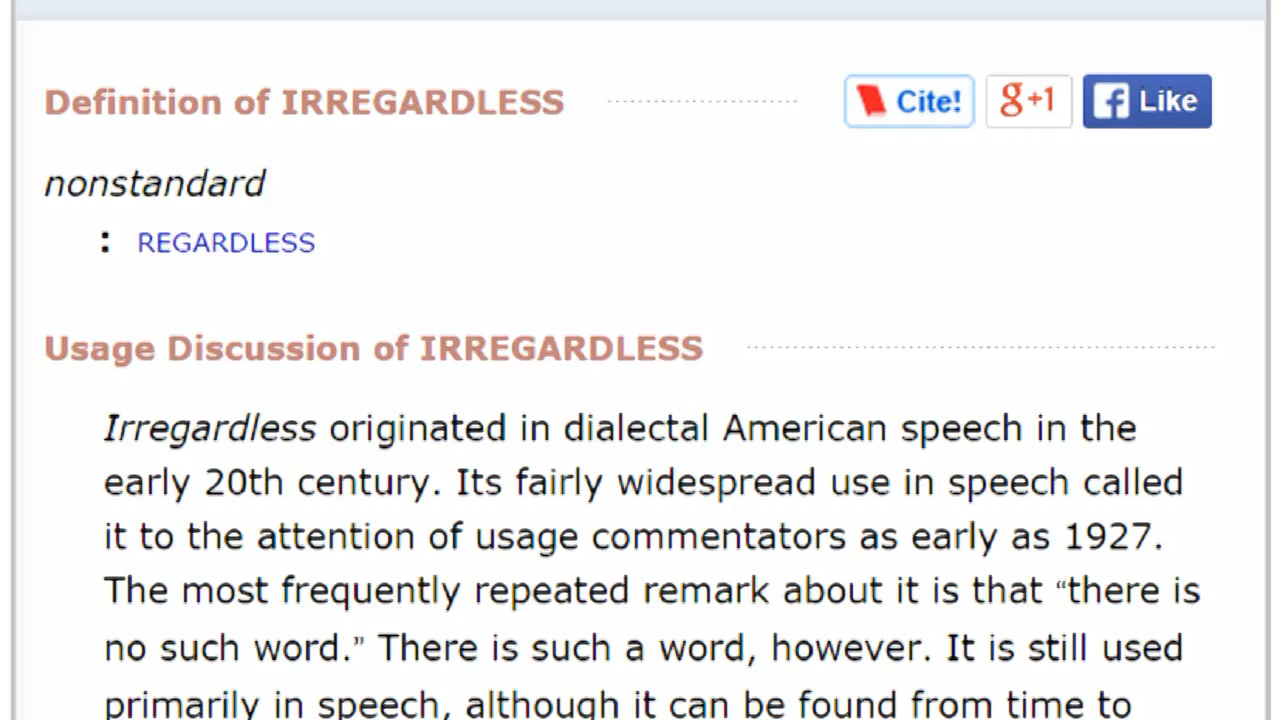 Definition of IRREGARDLESS
Cite!
g+1
f Like
nonstandard
: REGARDLESS
Usage Discussion of IRREGARDLESS
Irregardless originated in dialectal American speech in the
early 20th century. Its fairly widespread use in speech called
it to the attention of usage commentators as early as 1927.
The most frequently repeated remark about it is that “there is
no such word.” There is such a word, however. It is still used
primarily in speech, although it can be found from time to